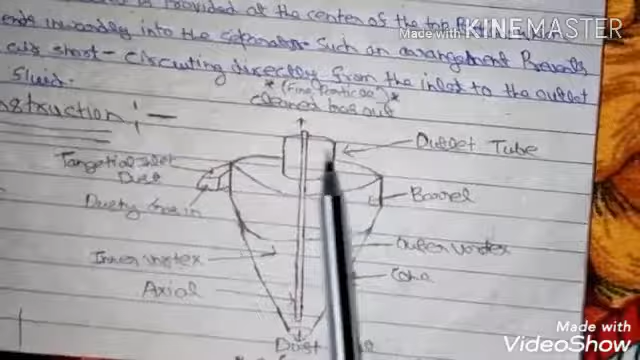 is provided at the center of the top
Made with KINEMASTER
ends inwardly into the separator such an arrangement Prevents
air short-circuiting directly from the inlet to the outlet
fluid.
* (Fine Particle) *
cleaned gas out
nstruction :-
Outlet Tube
Tangential inlet
Duct
Dusty gas in
Barrel
Inner vortex
Outer vortex
Axial
Cone
Dust
Made with
VideoShow